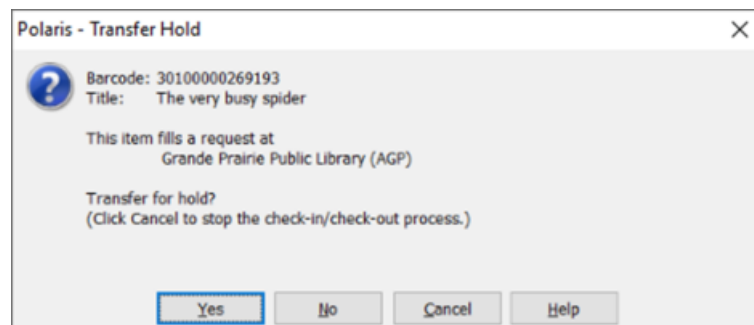 Polaris - Transfer Hold
Barcode: 30100000269193
Title: The very busy spider
This item fills a request at
Grande Prairie Public Library (AGP)
Transfer for hold?
(Click Cancel to stop the check-in/check-out process.)
Yes No Cancel Help